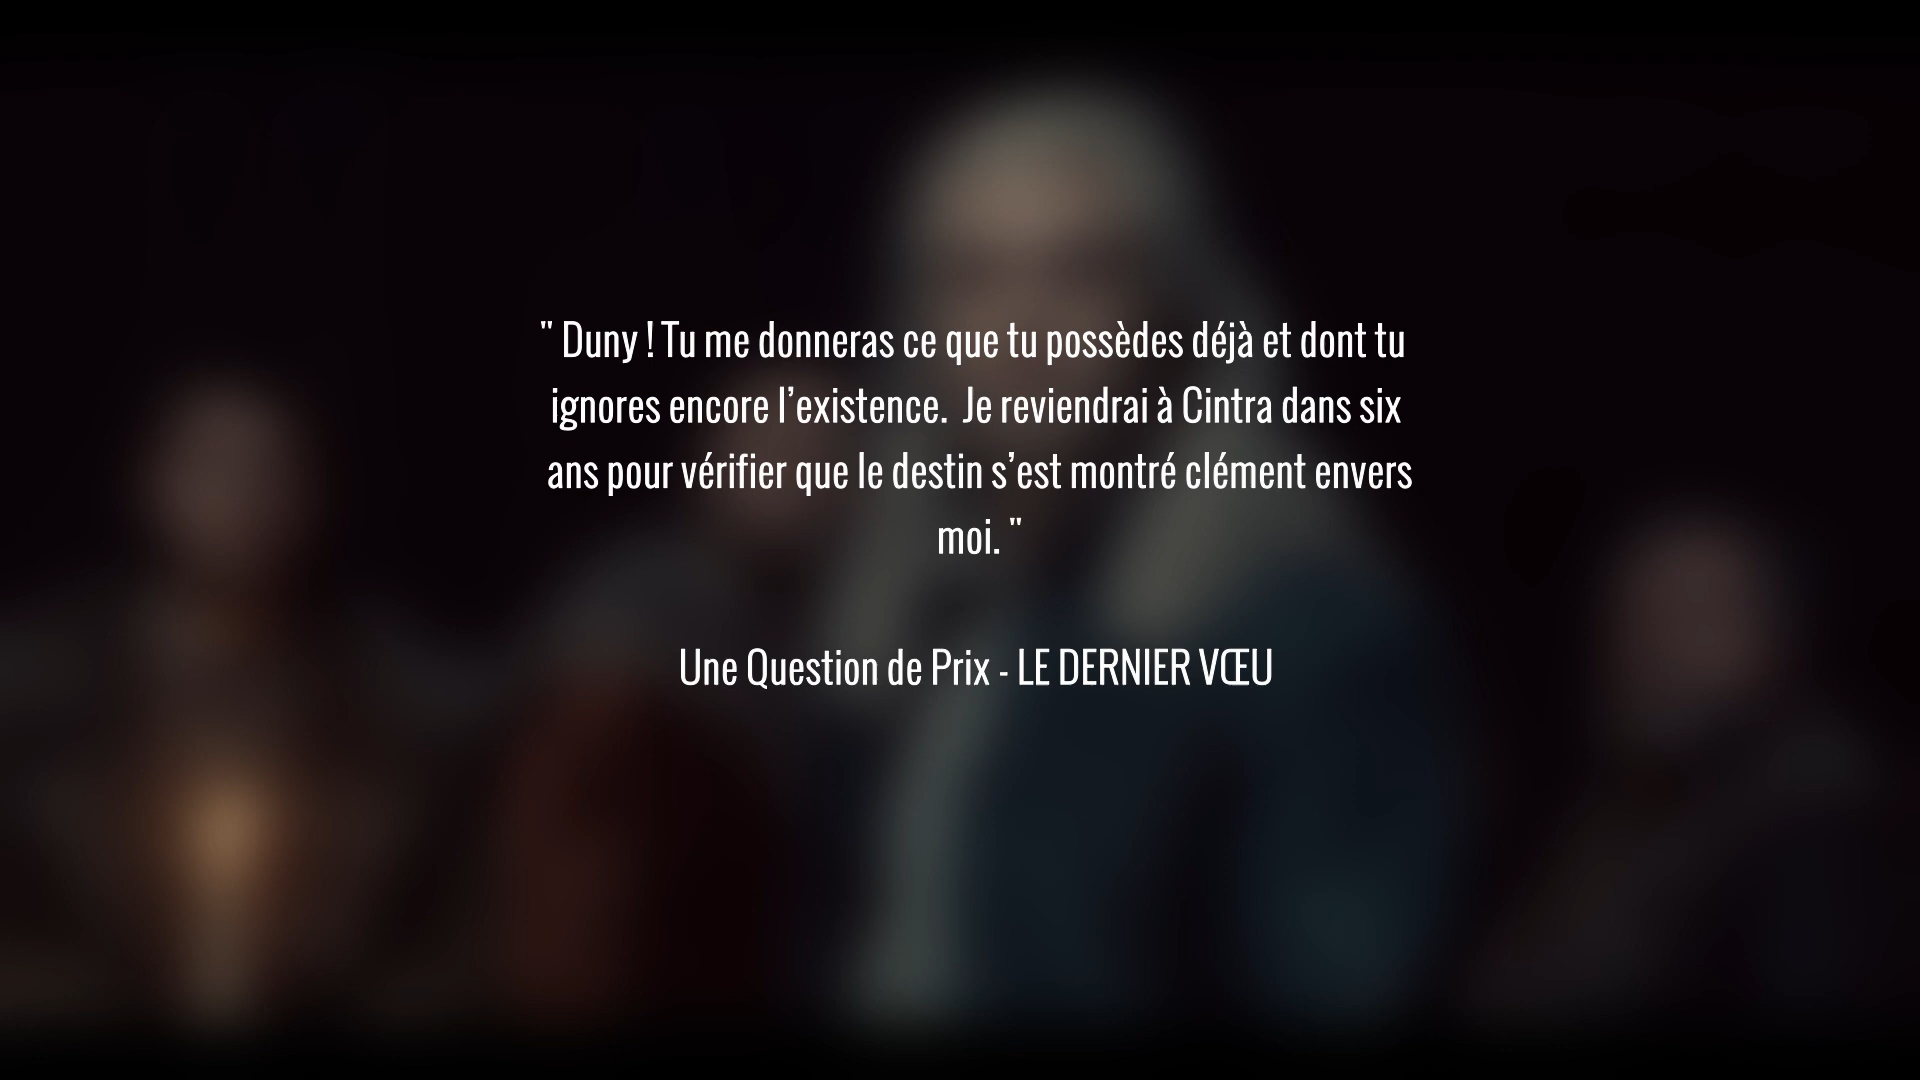 " Duny ! Tu me donneras ce que tu possèdes déjà et dont tu
ignores encore l’existence.  Je reviendrai à Cintra dans six
ans pour vérifier que le destin s’est montré clément envers
moi. "
Une Question de Prix - LE DERNIER VŒU